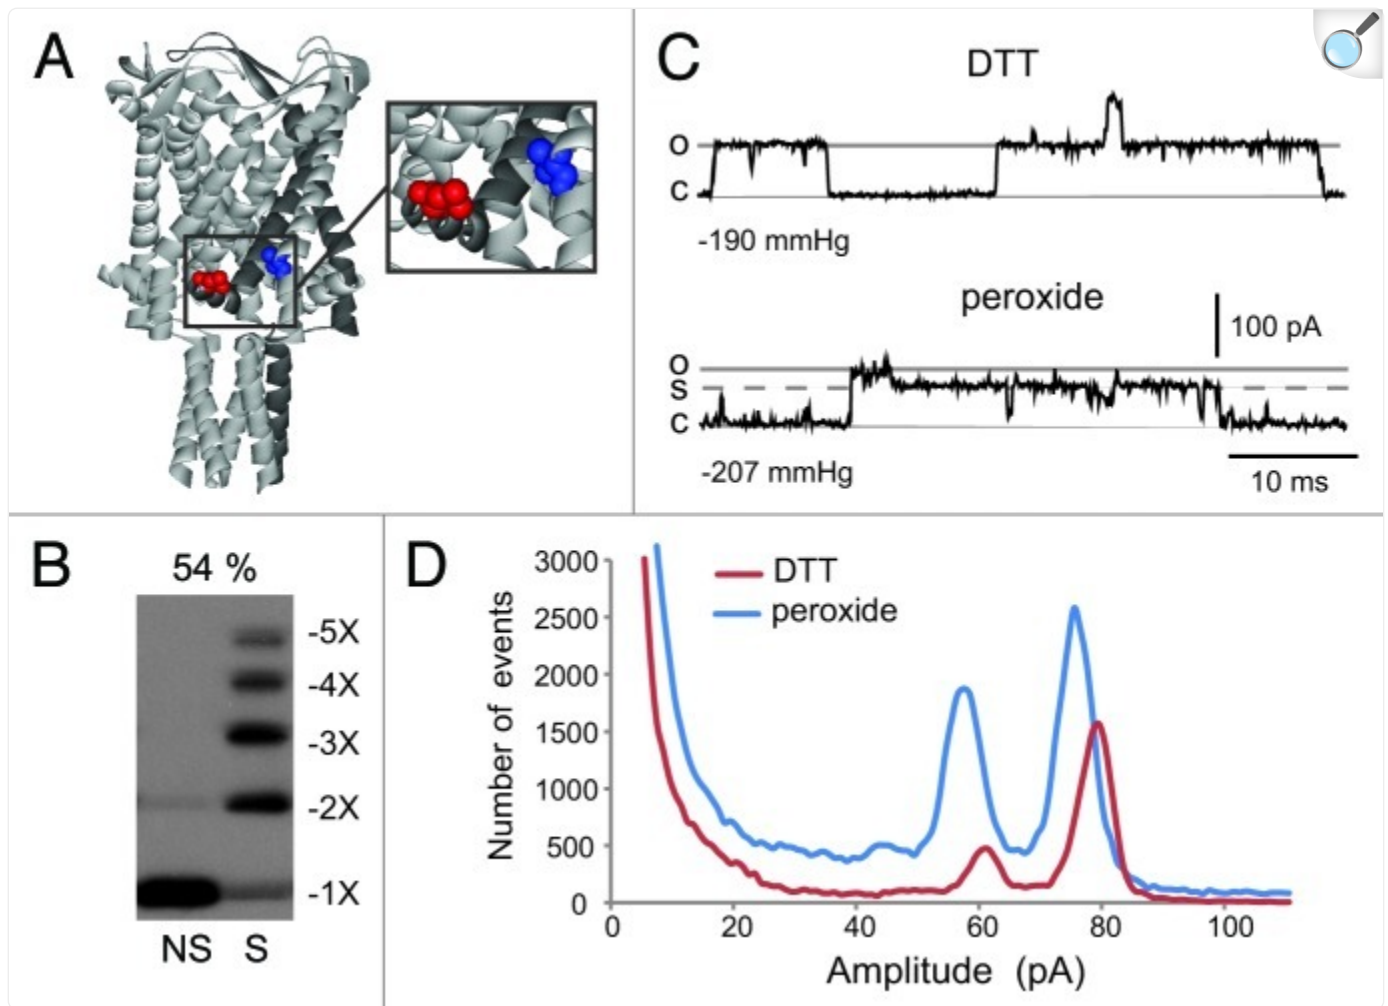 A
C
DTT
O
C
-190 mmHg
peroxide
100 pA
O
S
C
-207 mmHg
10 ms
B
54 %
-5X
-4X
-3X
-2X
-1X
NS S
D
DTT
peroxide
Number of events
3000
2500
2000
1500
1000
500
0
0 20 40 60 80 100
Amplitude (pA)